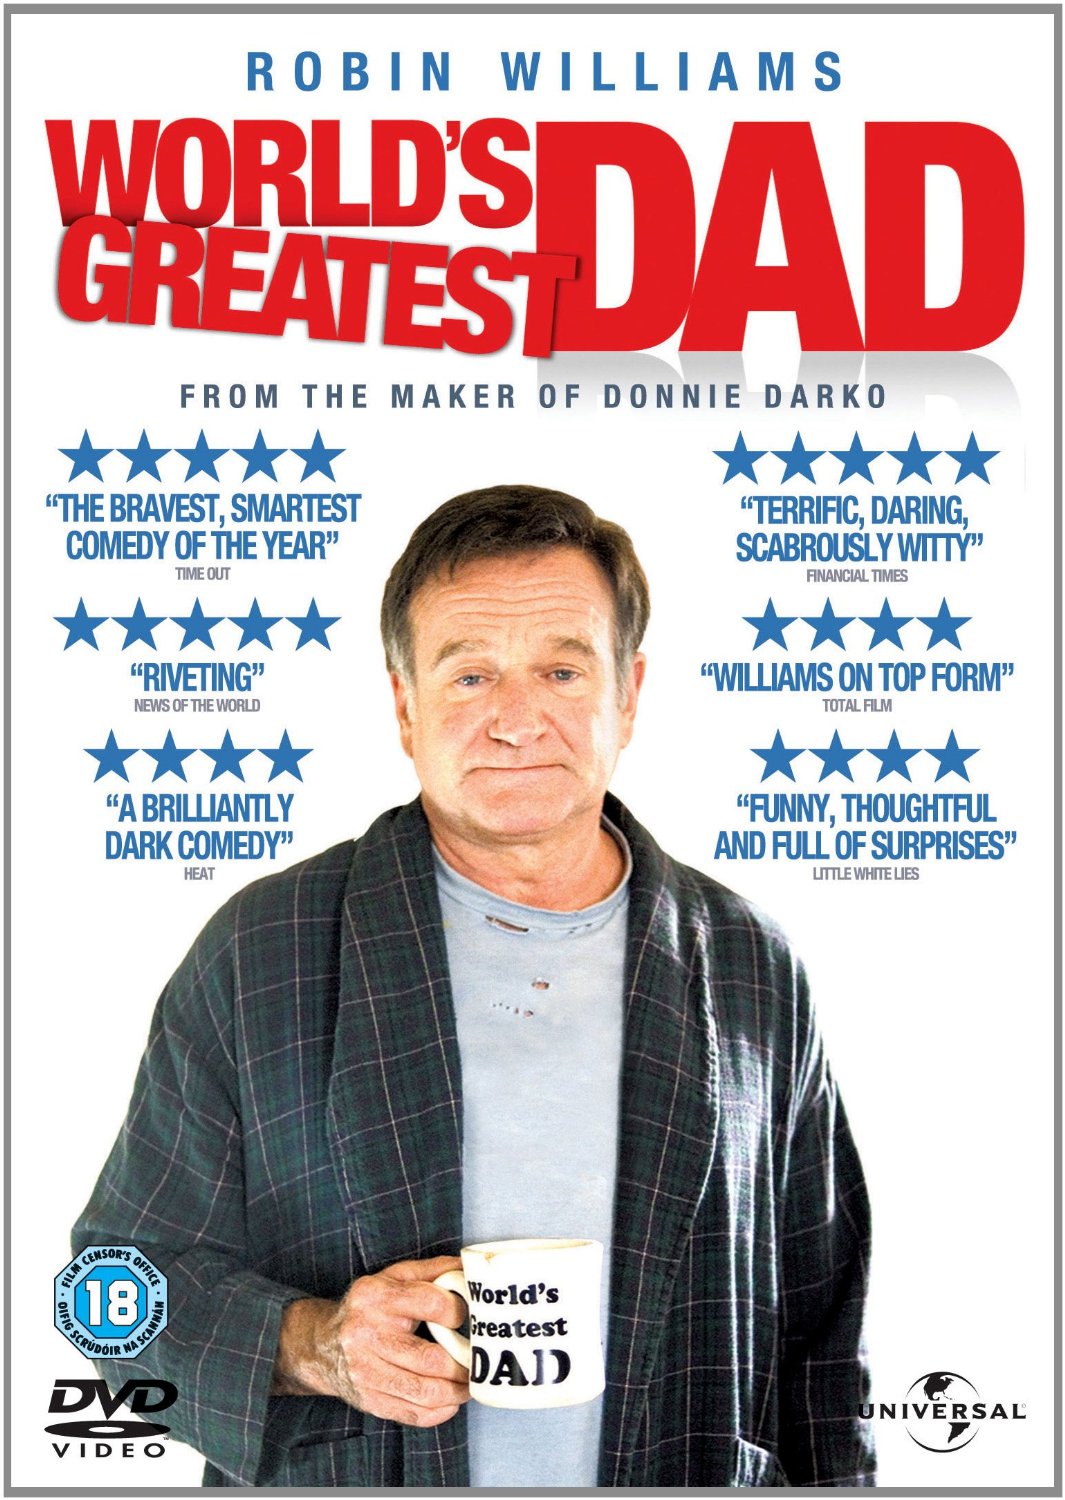 ROBIN WILLIAMS
WORLD'S
GREATEST
DAD
FROM THE MAKER OF DONNIE DARKO
“THE BRAVEST, SMARTEST
COMEDY OF THE YEAR”
TIME OUT
“TERRIFIC, DARING,
SCABROUSLY WITTY”
FINANCIAL TIMES
“RIVETING”
NEWS OF THE WORLD
“WILLIAMS ON TOP FORM”
TOTAL FILM
“A BRILLIANTLY
DARK COMEDY”
HEAT
“FUNNY, THOUGHTFUL
AND FULL OF SURPRISES”
LITTLE WHITE LIES
World's
Greatest
DAD
FILM CENSOR'S OFFICE
18
OIFIG SCRÚDÓIR NA SCANNÁN
DVD
VIDEO™
UNIVERSAL